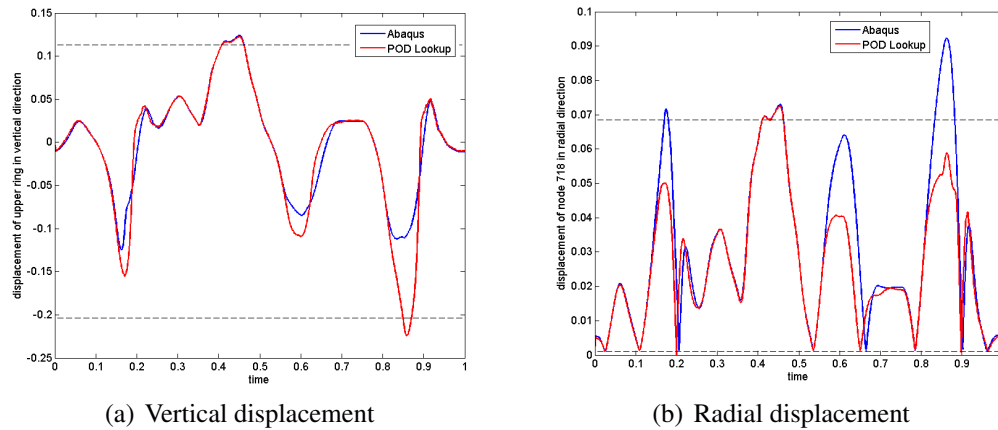 displacement of upper ring in vertical direction
0.15
0.1
0.05
0
-0.05
-0.1
-0.15
-0.2
-0.25
0 0.1 0.2 0.3 0.4 0.5 0.6 0.7 0.8 0.9 1
time
Abaqus
POD Lookup
(a) Vertical displacement
displacement of node 718 in radial direction
0.1
0.09
0.08
0.07
0.06
0.05
0.04
0.03
0.02
0.01
0
0 0.1 0.2 0.3 0.4 0.5 0.6 0.7 0.8 0.9
time
Abaqus
POD Lookup
(b) Radial displacement